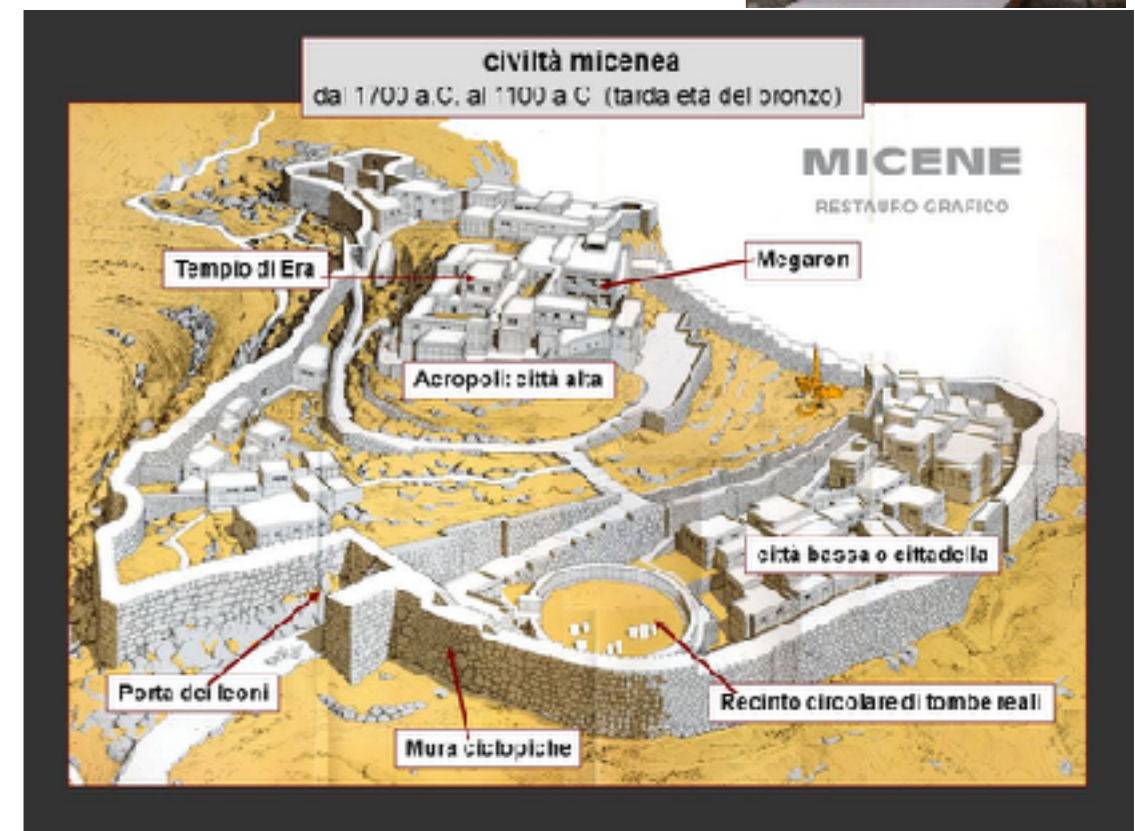 civiltà micenea
dal 1700 a.C. al 1100 a.C. (tarda età del bronzo)
MICENE
RESTAURO GRAFICO
Tempio di Era
Megaron
Acropoli: città alta
città bassa o cittadella
Porta dei leoni
Recinto circolare di tombe reali
Mura ciclopiche